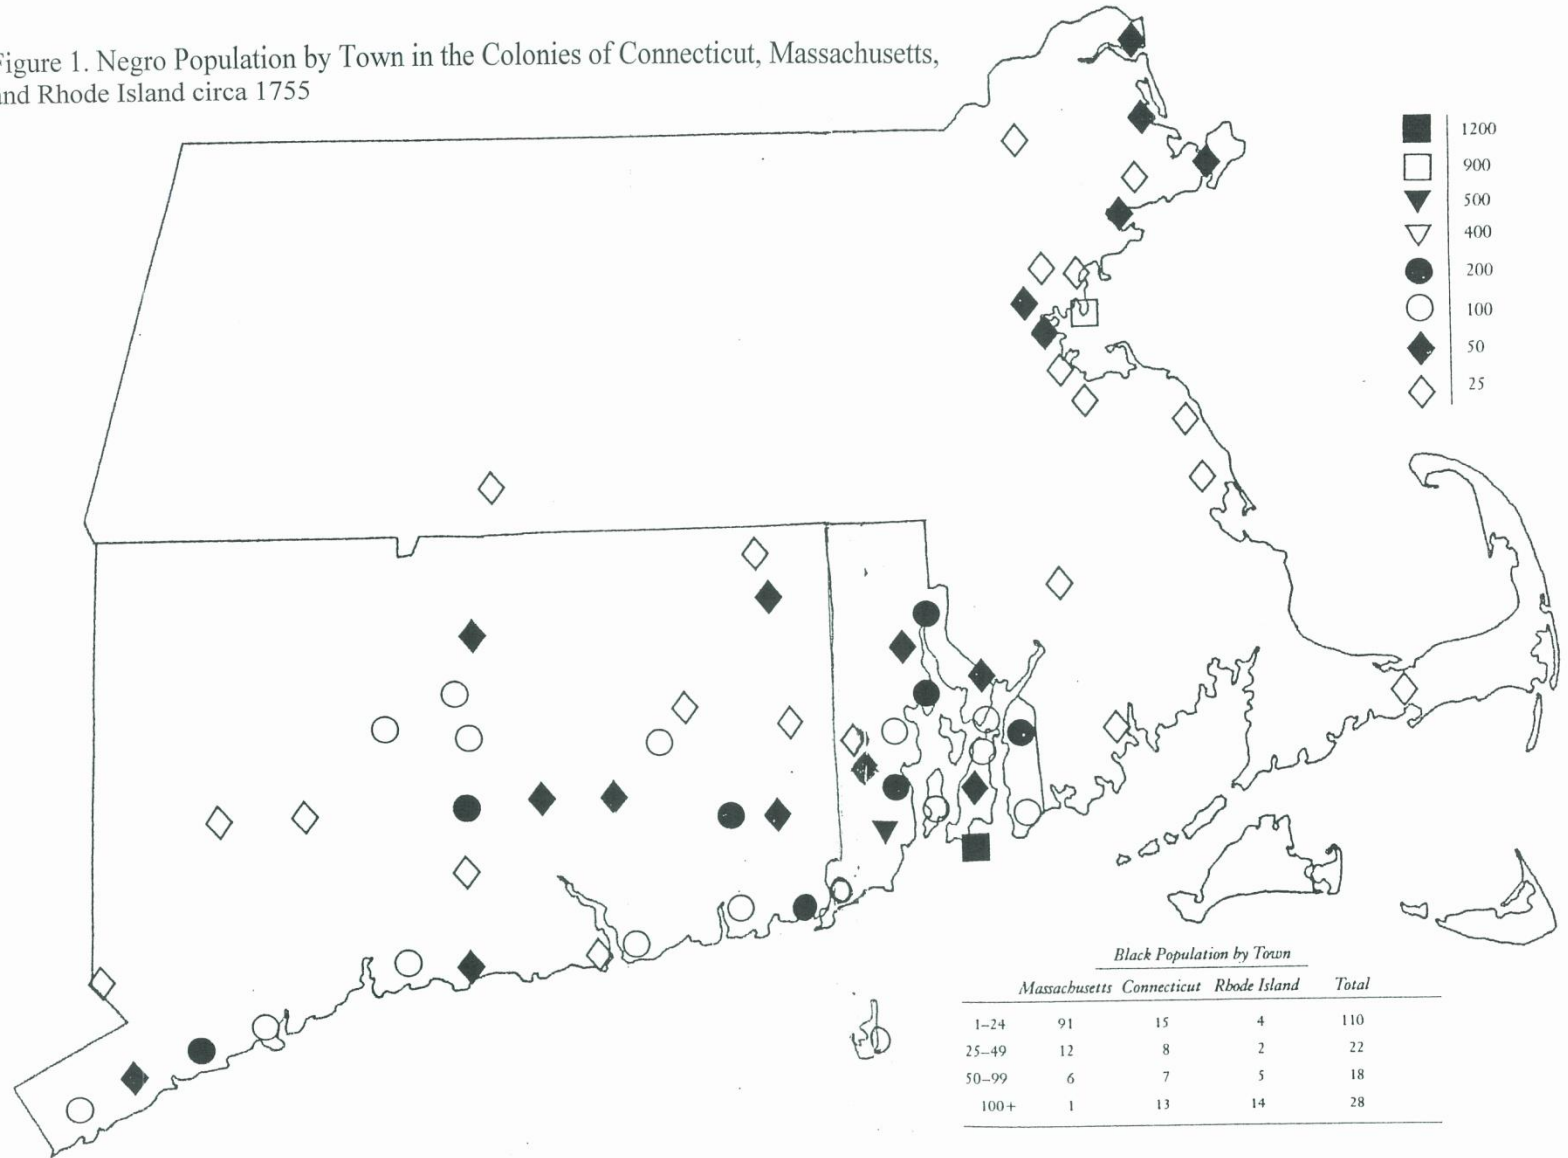 igure 1. Negro Population by Town in the Colonies of Connecticut, Massachusetts,
nd Rhode Island circa 1755
1200
900
500
400
200
100
50
25
Black Population by Town
Massachusetts Connecticut Rhode Island Total
1–24 91 15 4 110
25–49 12 8 2 22
50–99 6 7 5 18
100+ 1 13 14 28